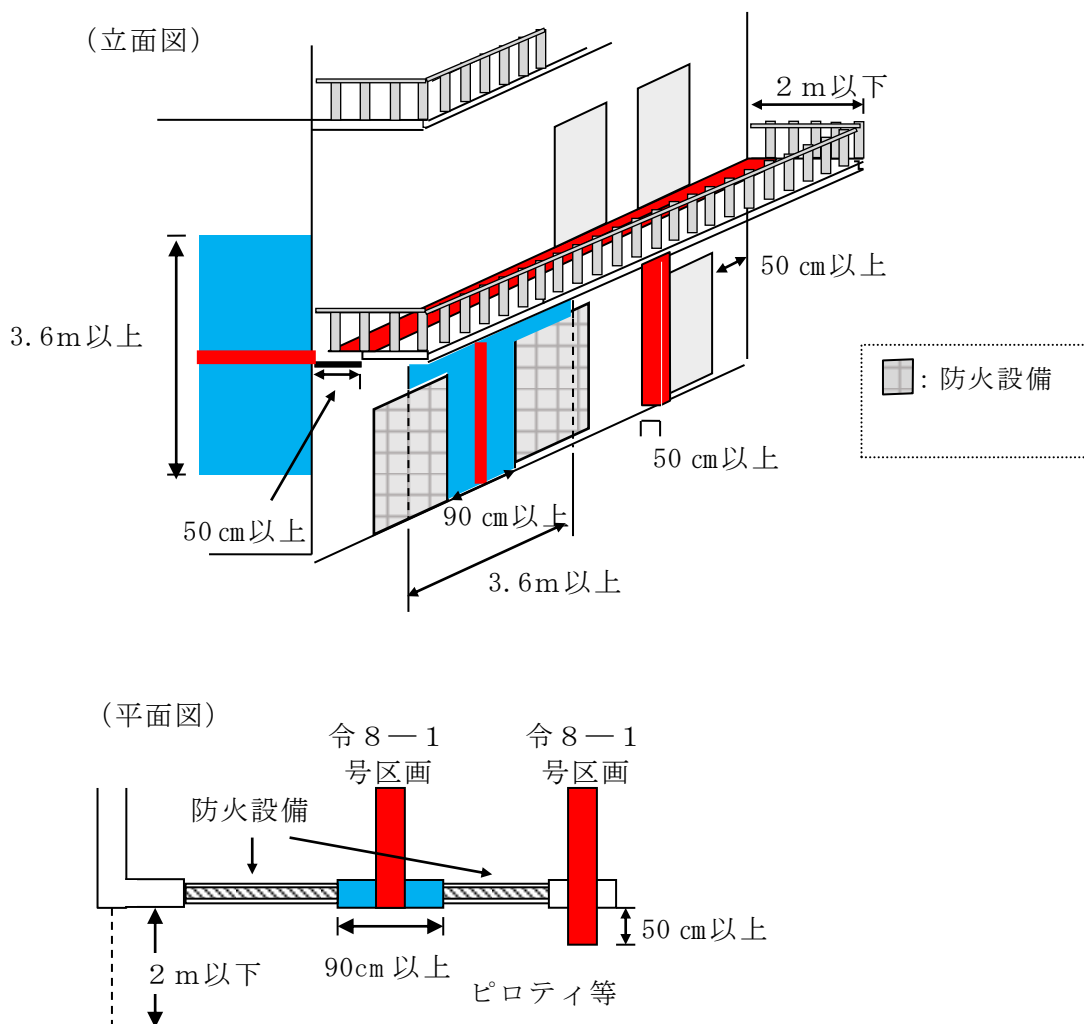 (立面図)
２ｍ以下
50 ㎝以上
3.6ｍ以上
：防火設備
50 ㎝以上
50 ㎝以上
90 ㎝以上
3.6ｍ以上
(平面図)
令８－１
号区画
令８－１
号区画
防火設備
50 ㎝以上
90cm 以上
２ｍ以下
ピロティ等